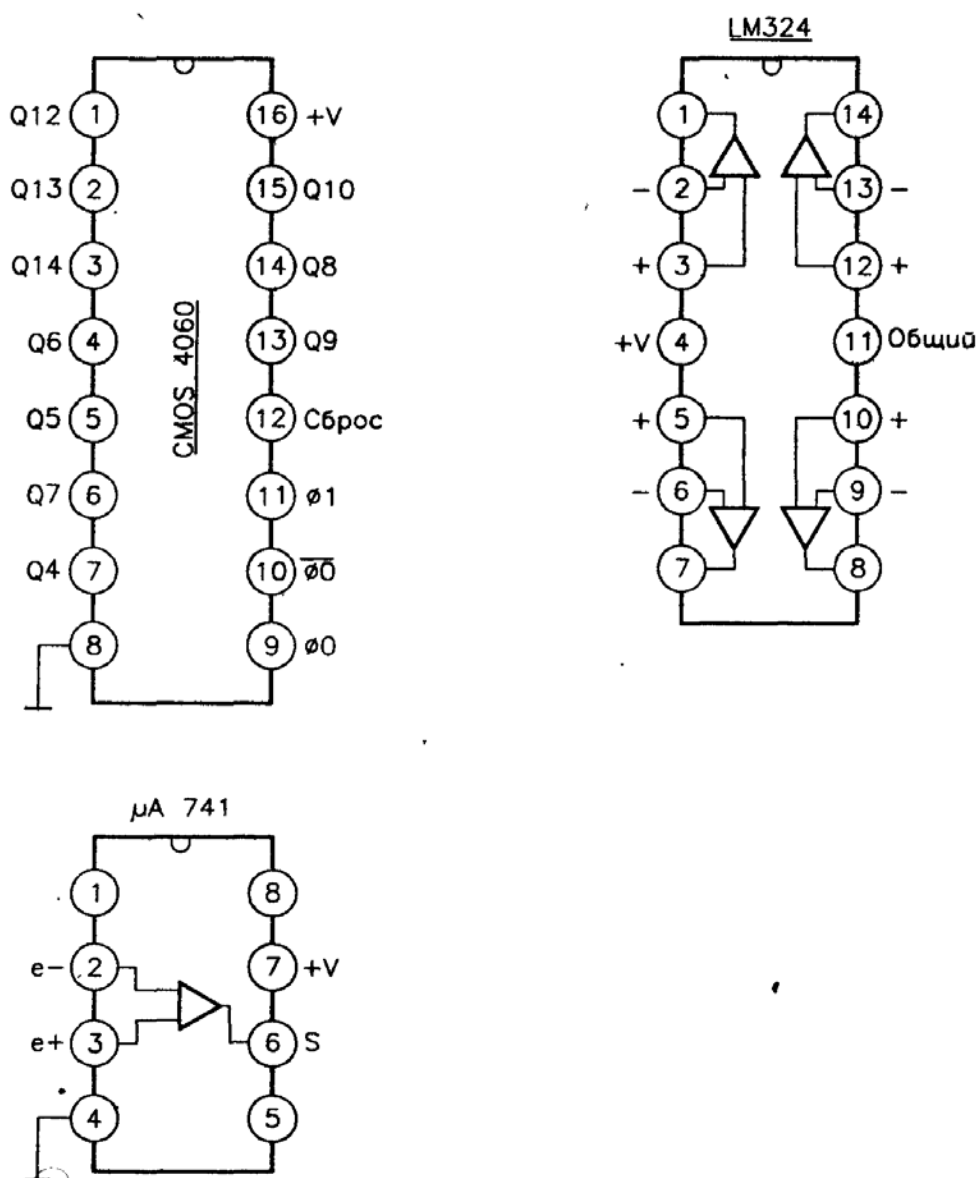 LM324
Q12 1 16 +V
Q13 2 15 Q10
Q14 3 14 Q8
Q6 4 13 Q9
Q5 5 12 Сброс
Q7 6 11 ø1
Q4 7 10 ø0
8 9 ø0
CMOS 4060
1 14
- 2 13 -
+ 3 12 +
+V 4 11 Общий
+ 5 10 +
- 6 9 -
7 8
μA 741
1 8
e- 2 7 +V
e+ 3 6 S
4 5